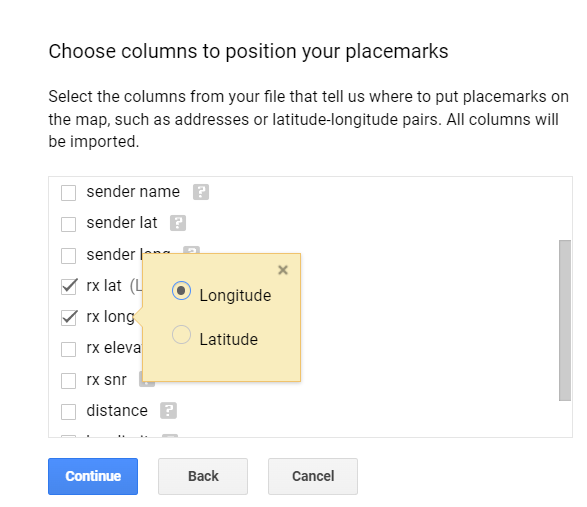 Choose columns to position your placemarks
Select the columns from your file that tell us where to put placemarks on
the map, such as addresses or latitude-longitude pairs. All columns will
be imported.
sender name ?
sender lat ?
sender long ?
rx lat (L
rx long
rx eleva
rx snr ?
distance ?
Longitude
Latitude
Continue Back Cancel